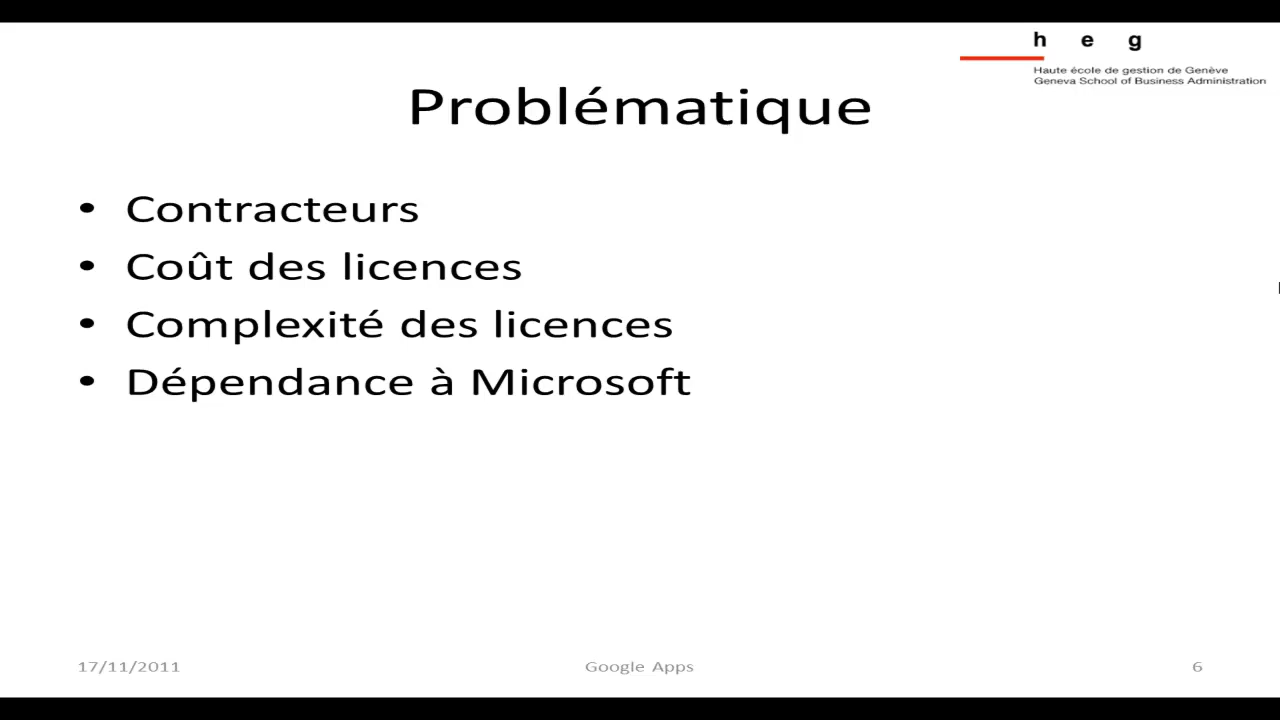 h e g
Haute école de gestion de Genève
Geneva School of Business Administration
Problématique
• Contracteurs
• Coût des licences
• Complexité des licences
• Dépendance à Microsoft
17/11/2011 Google Apps 6